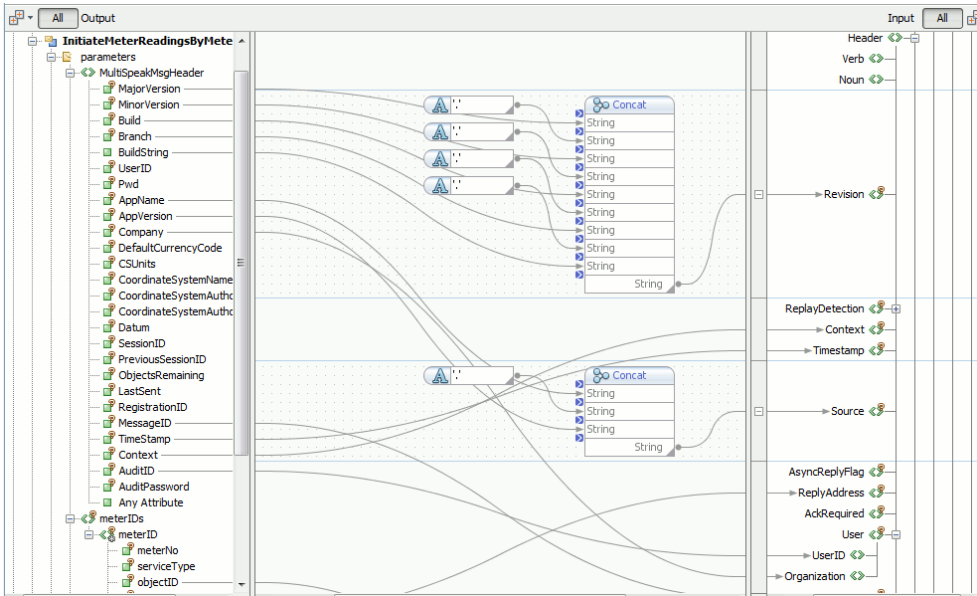 All Output
Input All
InitiateMeterReadingsByMete
parameters
MultiSpeakMsgHeader
MajorVersion
MinorVersion
Build
Branch
BuildString
UserID
Pwd
AppName
AppVersion
Company
DefaultCurrencyCode
CSUnits
CoordinateSystemName
CoordinateSystemAuthc
CoordinateSystemAuthc
Datum
SessionID
PreviousSessionID
ObjectsRemaining
LastSent
RegistrationID
MessageID
TimeStamp
Context
AuditID
AuditPassword
Any Attribute
meterIDs
meterID
meterNo
serviceType
objectID
A '.'
A '.'
A '.'
A '.'
Concat
String
String
String
String
String
String
String
String
String
String
A '.'
Concat
String
String
String
String
Header
Verb
Noun
Revision
ReplayDetection
Context
Timestamp
Source
AsyncReplyFlag
ReplyAddress
AckRequired
User
UserID
Organization